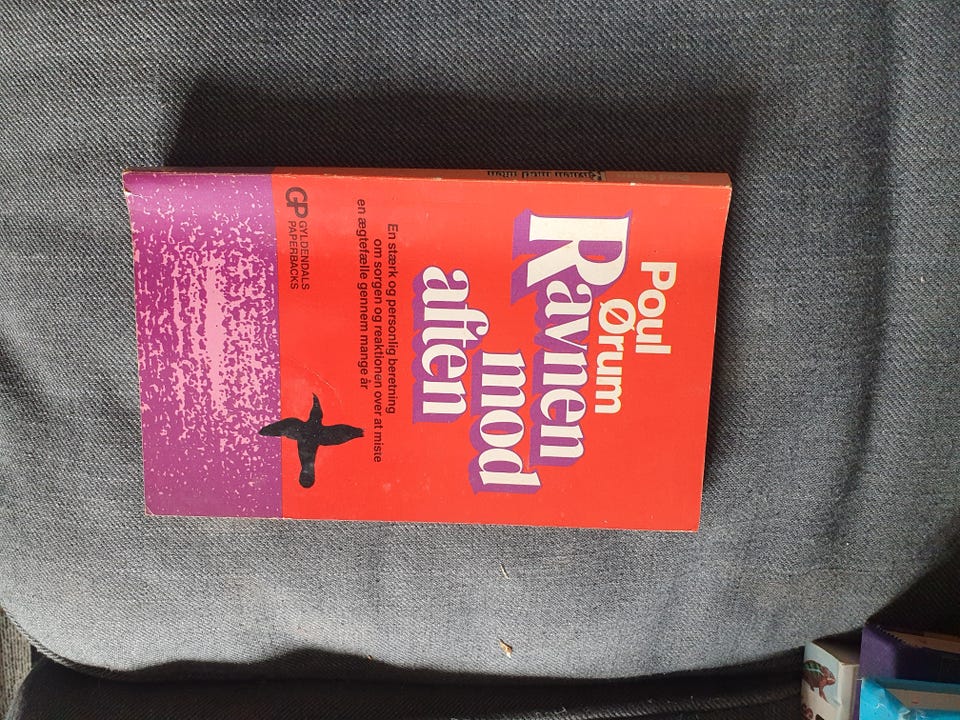 Poul
Ørum
Ravnen
mod
aften
En stærk og personlig beretning
om sorgen og reaktionen over at miste
en ægtefælle gennem mange år
GP GYLDENDALS
PAPERBACKS